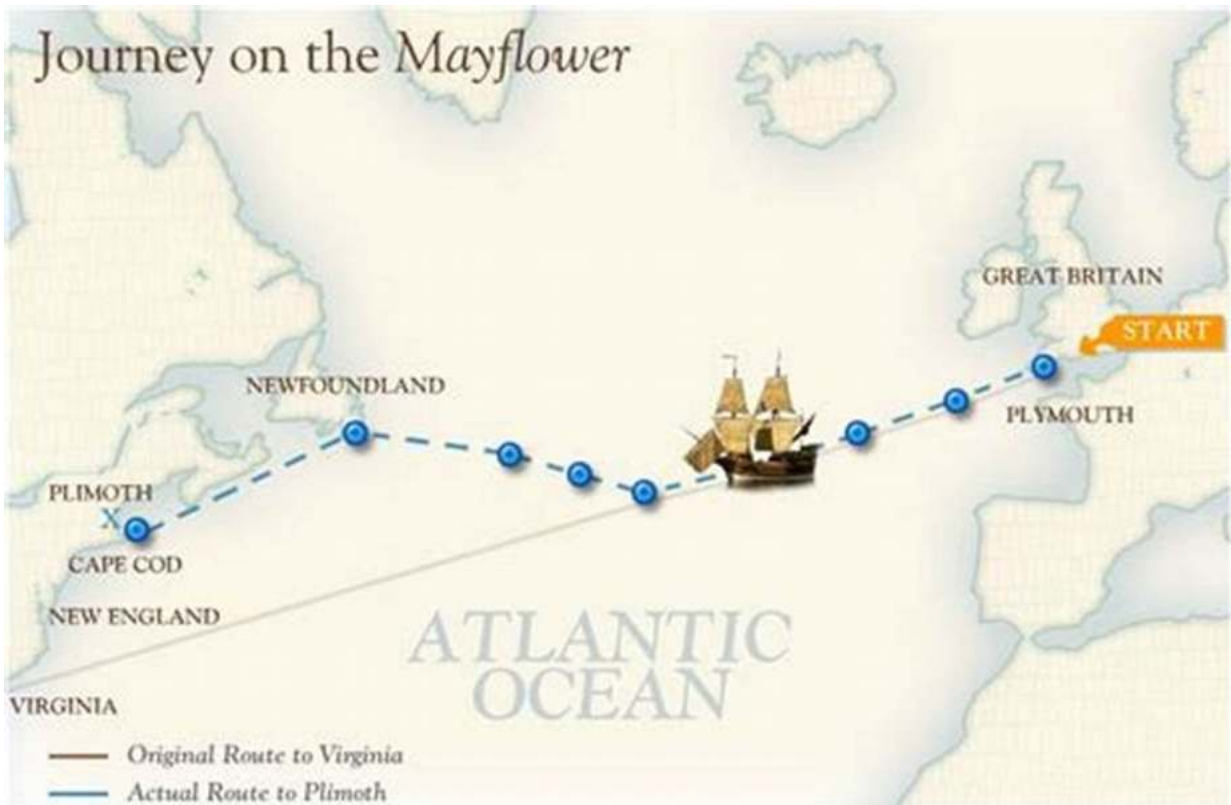 Journey on the Mayflower
GREAT BRITAIN
START
NEWFOUNDLAND
PLYMOUTH
PLIMOTH
X
CAPE COD
NEW ENGLAND
ATLANTIC
OCEAN
VIRGINIA
Original Route to Virginia
Actual Route to Plimoth